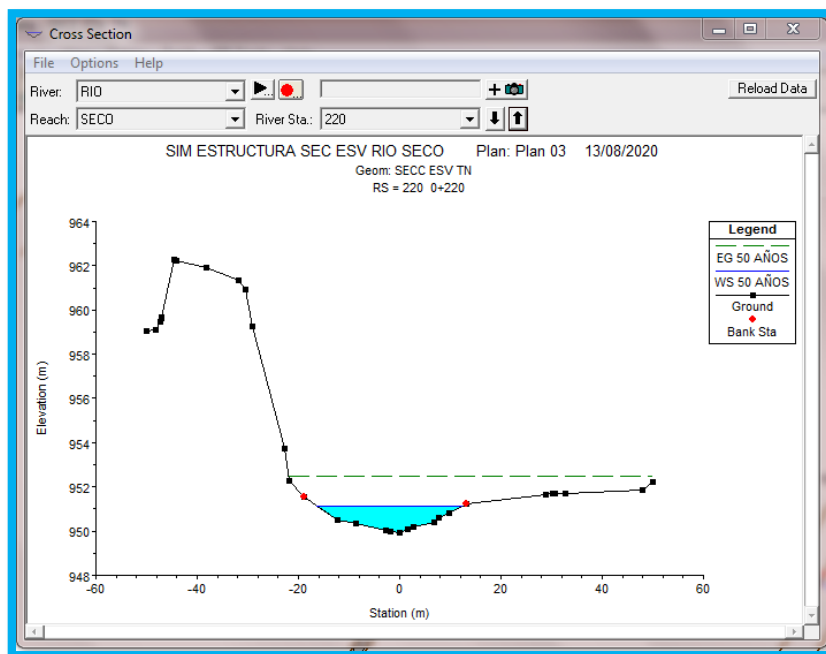 Cross Section
File Options Help
River: RIO Reload Data
Reach: SECO River Sta.: 220
SIM ESTRUCTURA SEC ESV RIO SECO Plan: Plan 03 13/08/2020
Geom: SECC ESV TN
RS = 220 0+220
964
962
960
958
956
954
952
950
948
Elevation (m)
-60 -40 -20 0 20 40 60
Station (m)
Legend
EG 50 AÑOS
WS 50 AÑOS
Ground
Bank Sta